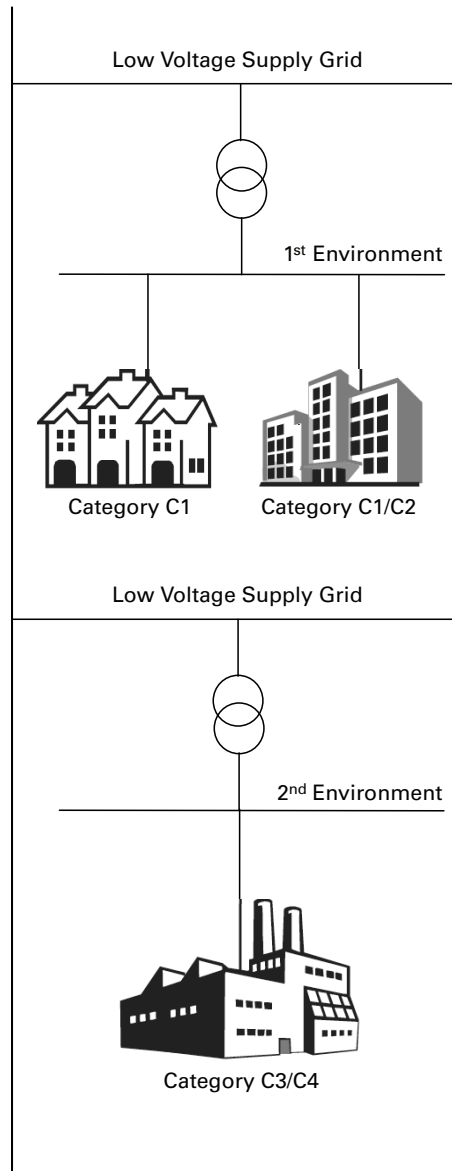 Low Voltage Supply Grid
1st Environment
Category C1
Category C1/C2
Low Voltage Supply Grid
2nd Environment
Category C3/C4